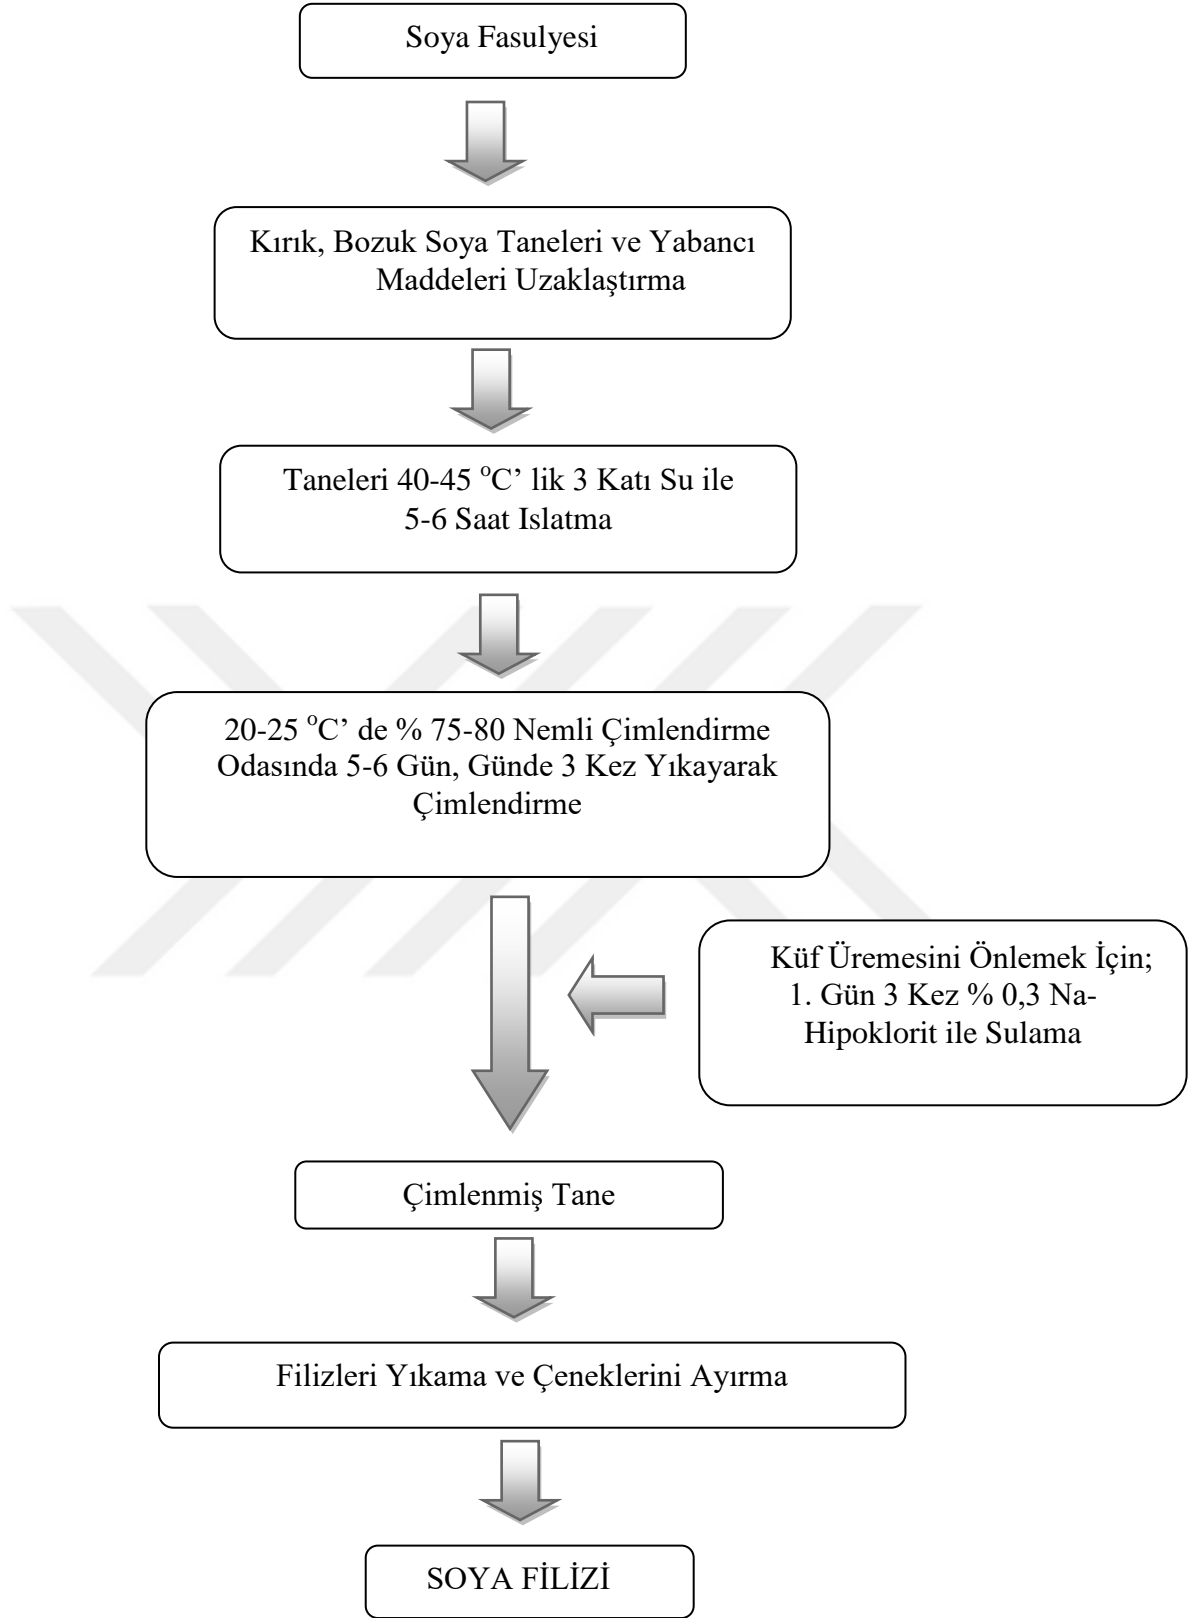 Soya Fasulyesi
Kırık, Bozuk Soya Taneleri ve Yabancı
Maddeleri Uzaklaştırma
Taneleri 40-45 °C’ lik 3 Katı Su ile
5-6 Saat Islatma
20-25 °C’ de % 75-80 Nemli Çimlendirme
Odasında 5-6 Gün, Günde 3 Kez Yıkayarak
Çimlendirme
Küf Üremesini Önlemek İçin;
1. Gün 3 Kez % 0,3 Na-
Hipoklorit ile Sulama
Çimlenmiş Tane
Filizleri Yıkama ve Çeneklerini Ayırma
SOYA FİLİZİ